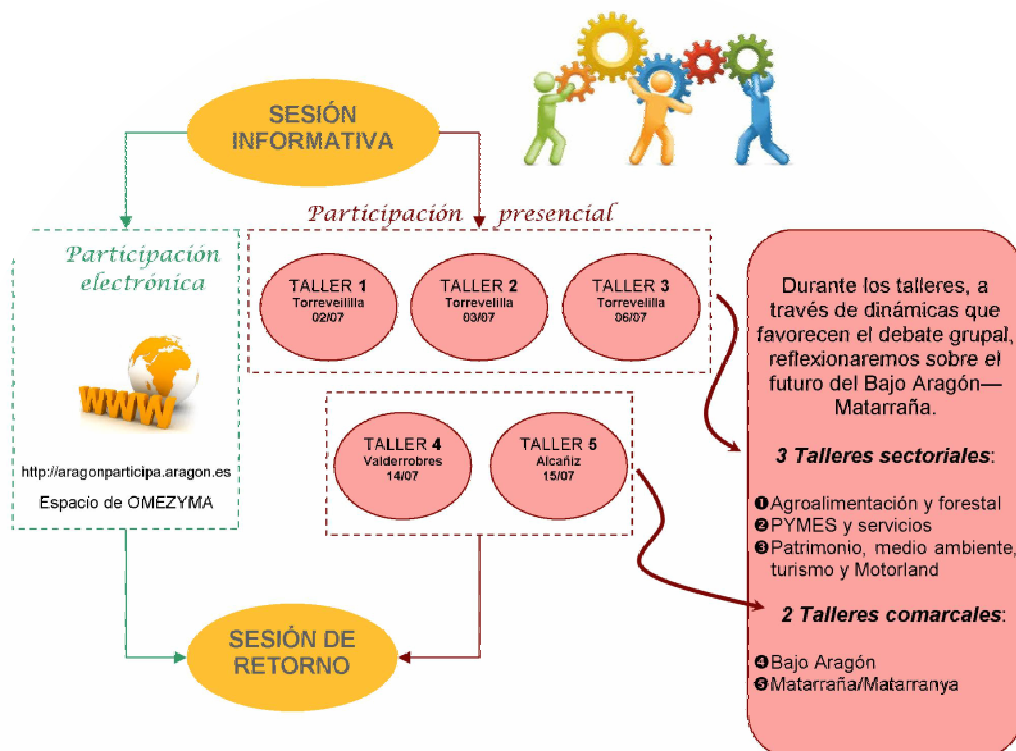 SESIÓN
INFORMATIVA
Participación presencial
Participación
electrónica
WWW
http://aragonparticipa.aragon.es
Espacio de OMEZYMA
TALLER 1
Torreveililla
02/07
TALLER 2
Torrevelilla
03/07
TALLER 3
Torrevelilla
06/07
TALLER 4
Valderrobres
14/07
TALLER 5
Alcañiz
15/07
SESIÓN DE
RETORNO
Durante los talleres, a
través de dinámicas que
favorecen el debate grupal,
reflexionaremos sobre el
futuro del Bajo Aragón—
Matarraña.
3 Talleres sectoriales:
❶Agroalimentación y forestal
❷PYMES y servicios
❸Patrimonio, medio ambiente,
turismo y Motorland
2 Talleres comarcales:
❹Bajo Aragón
❺Matarraña/Matarranya